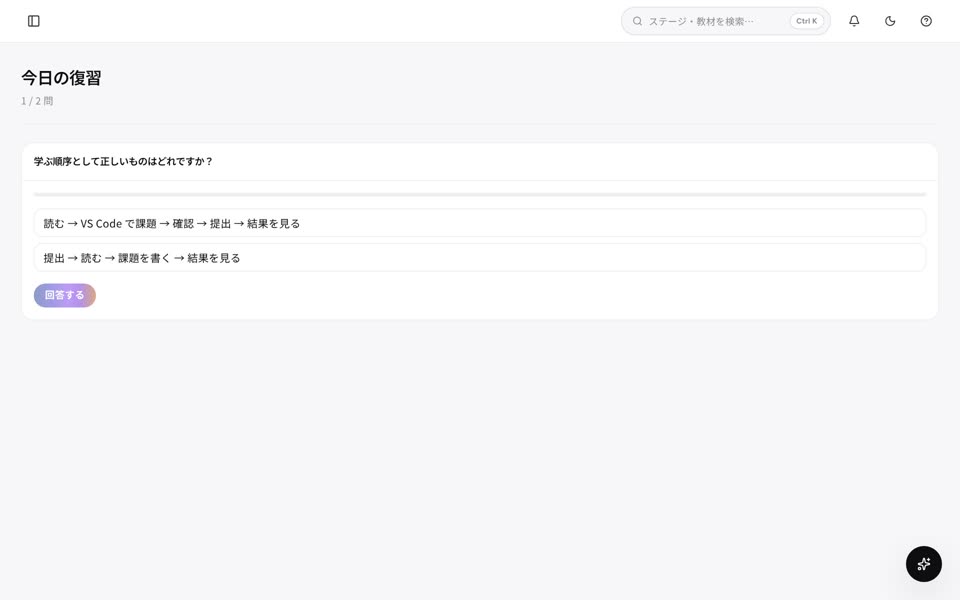 ステージ・教材を検索… Ctrl K
今日の復習
1 / 2 問
学ぶ順序として正しいものはどれですか？
読む → VS Code で課題 → 確認 → 提出 → 結果を見る
提出 → 読む → 課題を書く → 結果を見る
回答する